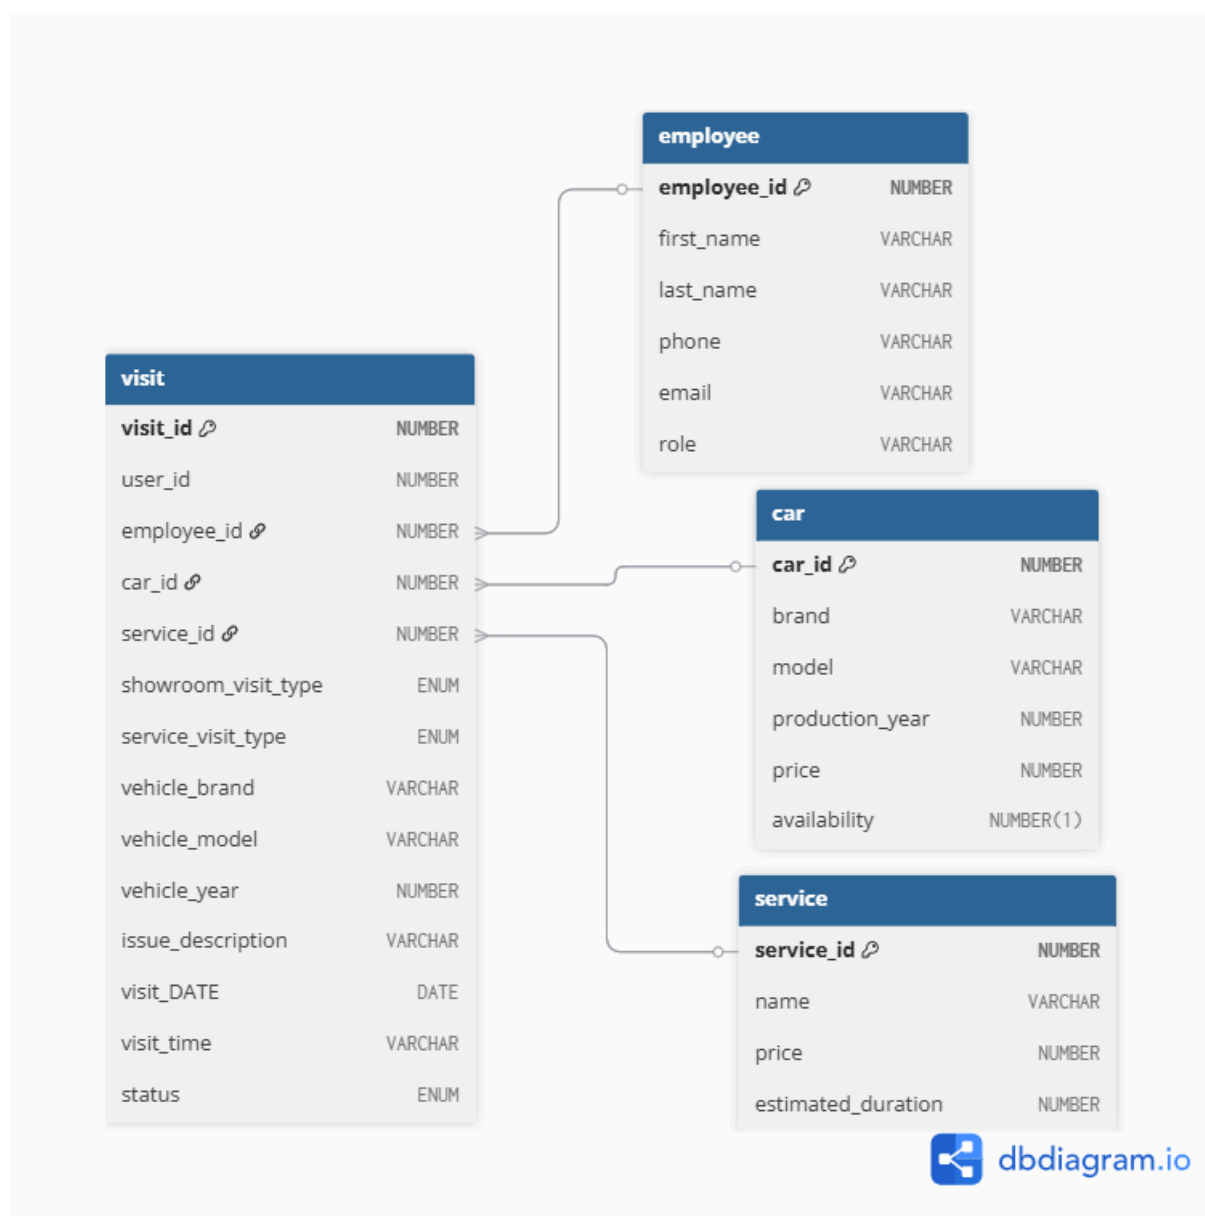 employee
employee_id NUMBER
first_name VARCHAR
last_name VARCHAR
phone VARCHAR
email VARCHAR
role VARCHAR
visit
visit_id NUMBER
user_id NUMBER
employee_id NUMBER
car_id NUMBER
service_id NUMBER
showroom_visit_type ENUM
service_visit_type ENUM
vehicle_brand VARCHAR
vehicle_model VARCHAR
vehicle_year NUMBER
issue_description VARCHAR
visit_DATE DATE
visit_time VARCHAR
status ENUM
car
car_id NUMBER
brand VARCHAR
model VARCHAR
production_year NUMBER
price NUMBER
availability NUMBER(1)
service
service_id NUMBER
name VARCHAR
price NUMBER
estimated_duration NUMBER
dbdiagram.io